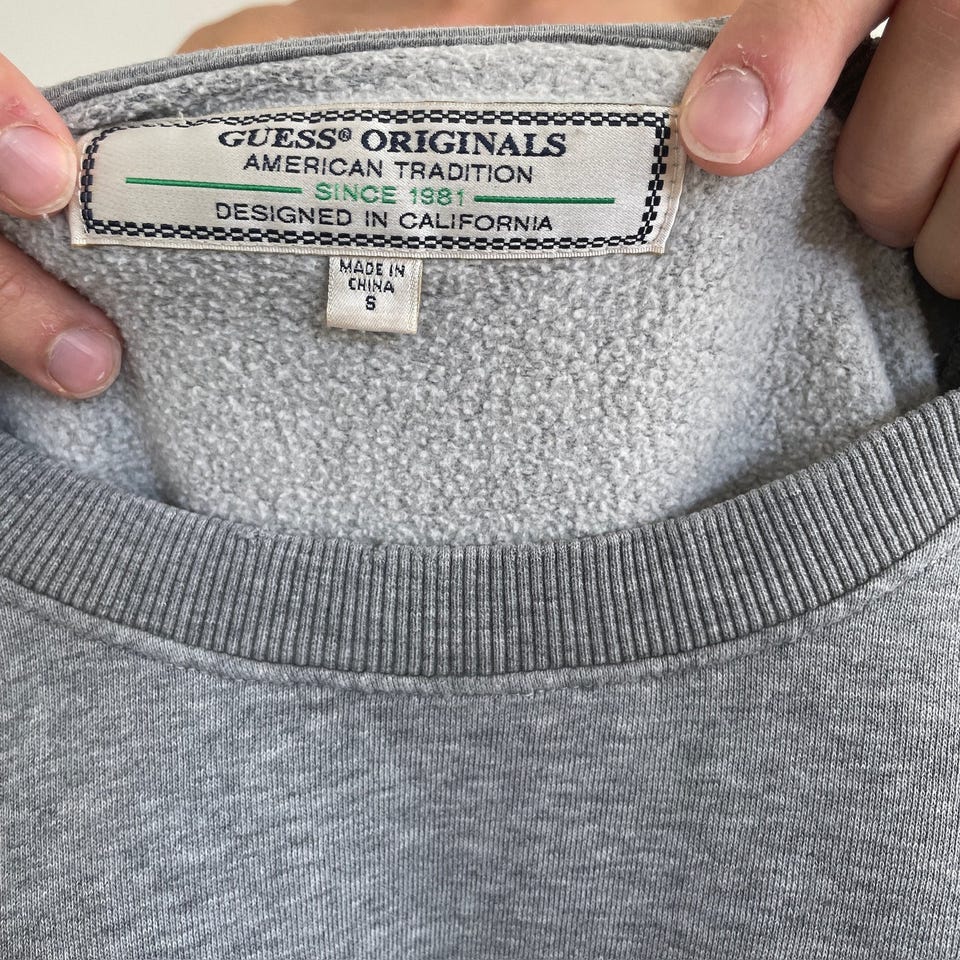 GUESS® ORIGINALS
AMERICAN TRADITION
SINCE 1981
DESIGNED IN CALIFORNIA
MADE IN
CHINA
S